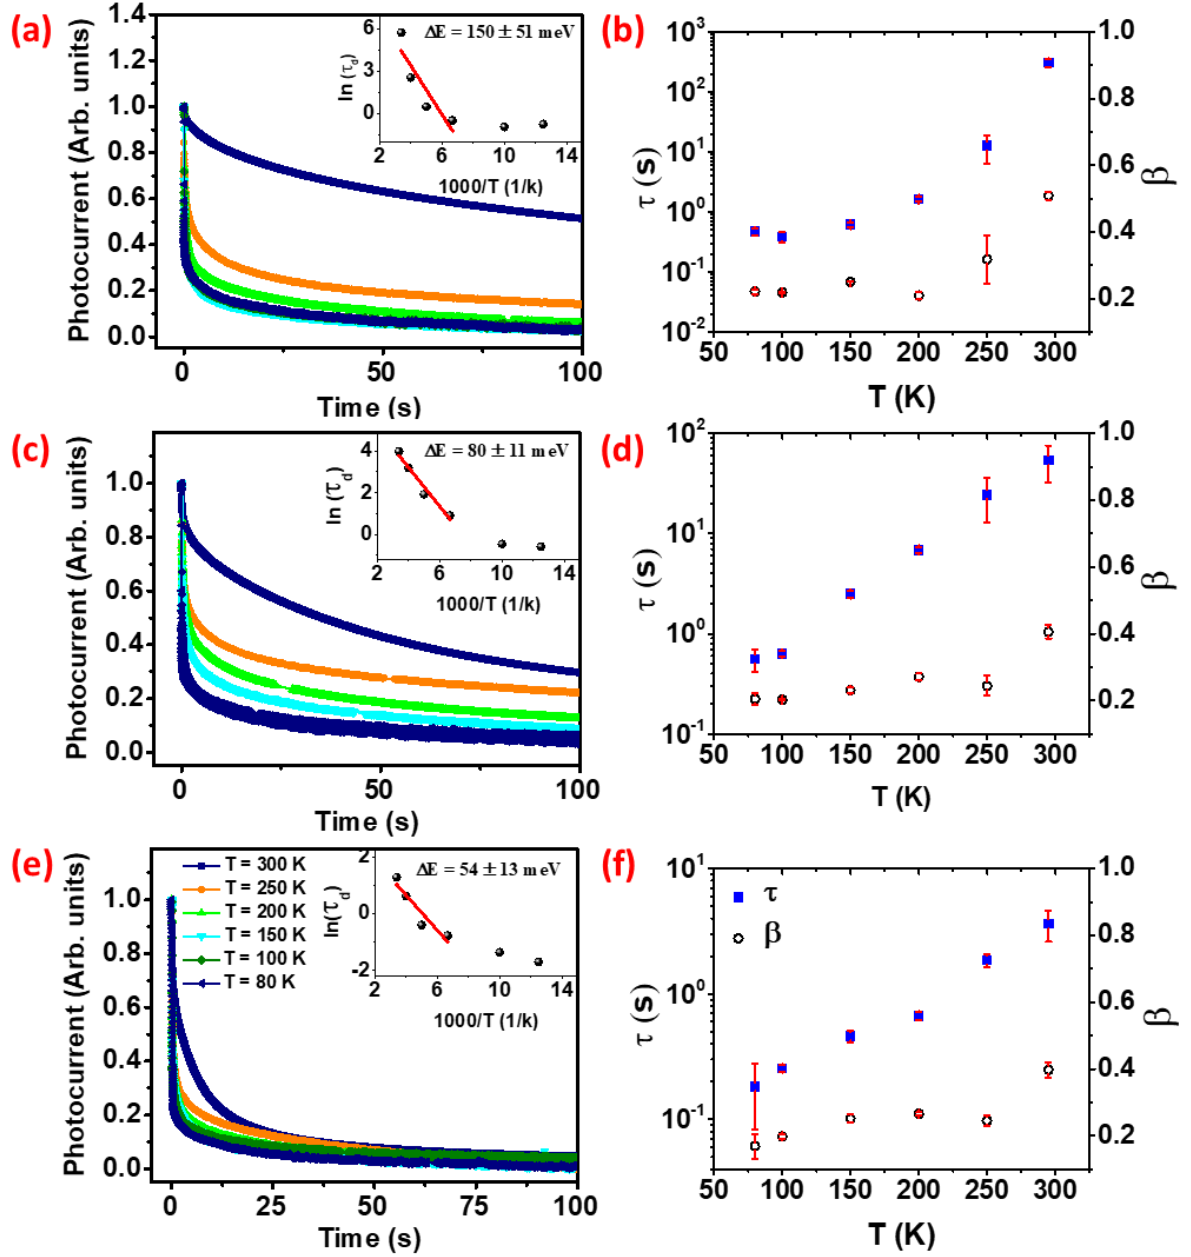 (a)
1.4
1.2
1.0
0.8
0.6
0.4
0.2
0.0
Photocurrent (Arb. units)
0 50 100
Time (s)
ΔE = 150 ± 51 meV
6
3
0
ln (τd)
2 6 10 14
1000/T (1/k)
(b)
10³
10²
10¹
10⁰
10⁻¹
10⁻²
τ (s)
1.0
0.8
0.6
0.4
0.2
β
50 100 150 200 250 300
T (K)
(c)
1.0
0.8
0.6
0.4
0.2
0.0
Photocurrent (Arb. units)
0 50 100
Time (s)
ΔE = 80 ± 11 meV
4
2
0
ln (τd)
2 6 10 14
1000/T (1/k)
(d)
10²
10¹
10⁰
10⁻¹
τ (s)
1.0
0.8
0.6
0.4
0.2
β
50 100 150 200 250 300
T (K)
(e)
1.0
0.8
0.6
0.4
0.2
0.0
Photocurrent (Arb. units)
0 25 50 75 100
Time (s)
T = 300 K
T = 250 K
T = 200 K
T = 150 K
T = 100 K
T = 80 K
ΔE = 54 ± 13 meV
2
0
-2
ln(τd)
2 6 10 14
1000/T (1/k)
(f)
10¹
10⁰
10⁻¹
τ (s)
τ
β
1.0
0.8
0.6
0.4
0.2
β
50 100 150 200 250 300
T (K)